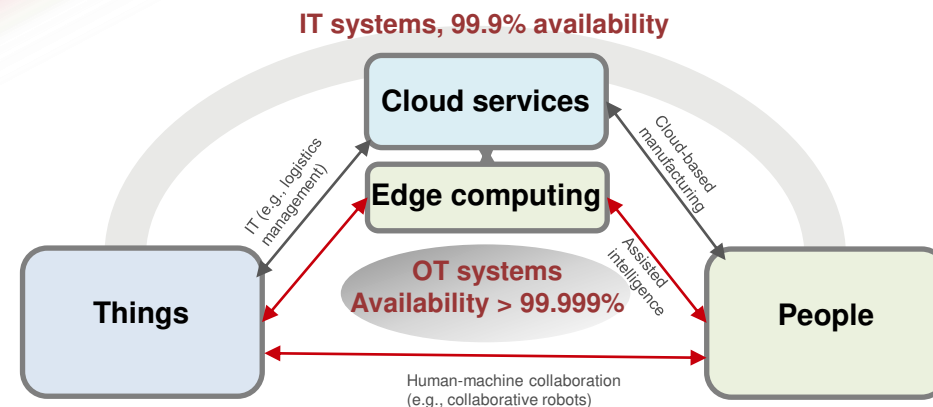 IT systems, 99.9% availability
Cloud services
IT (e.g., logistics
management)
Cloud-based
manufacturing
Edge computing
Assisted
intelligence
OT systems
Availability > 99.999%
Things
People
Human-machine collaboration
(e.g., collaborative robots)